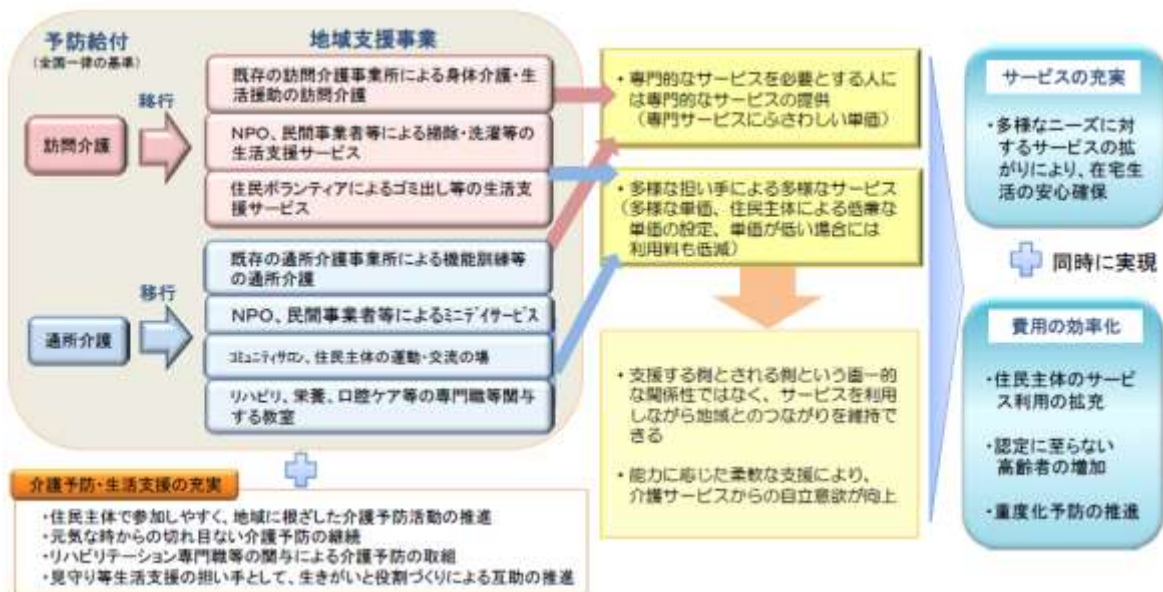 予防給付
(全国一律の基準)
地域支援事業
移行
訪問介護
既存の訪問介護事業所による身体介護・生
活援助の訪問介護
NPO、民間事業者等による掃除・洗濯等の
生活支援サービス
住民ボランティアによるゴミ出し等の生活支
援サービス
移行
通所介護
既存の通所介護事業所による機能訓練等
の通所介護
NPO、民間事業者等によるミニデイサービス
コミュニティサロン、住民主体の運動・交流の場
リハビリ、栄養、口腔ケア等の専門職等関与
する教室
介護予防・生活支援の充実
・住民主体で参加しやすく、地域に根ざした介護予防活動の推進
・元気な時からの切れ目ない介護予防の継続
・リハビリテーション専門職等の関与による介護予防の取組
・見守り等生活支援の担い手として、生きがいと役割づくりによる互助の推進
・専門的なサービスを必要とする人に
は専門的なサービスの提供
(専門サービスにふさわしい単価)
・多様な担い手による多様なサービス
(多様な単価、住民主体による低廉な
単価の設定、単価が低い場合には
利用料も低減)
・支援する側とされる側という画一的
な関係性ではなく、サービスを利用
しながら地域とのつながりを維持で
きる
・能力に応じた柔軟な支援により、
介護サービスからの自立意欲が向上
サービスの充実
・多様なニーズに対
するサービスの拡
がりにより、在宅生
活の安心確保
同時に実現
費用の効率化
・住民主体のサービ
ス利用の拡充
・認定に至らない
高齢者の増加
・重度化予防の推進